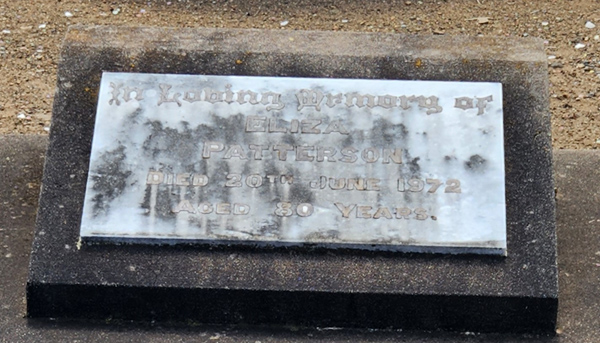 In Loving Memory of
ELIZA
PATTERSON
DIED 20TH JUNE 1972
AGED 80 YEARS.